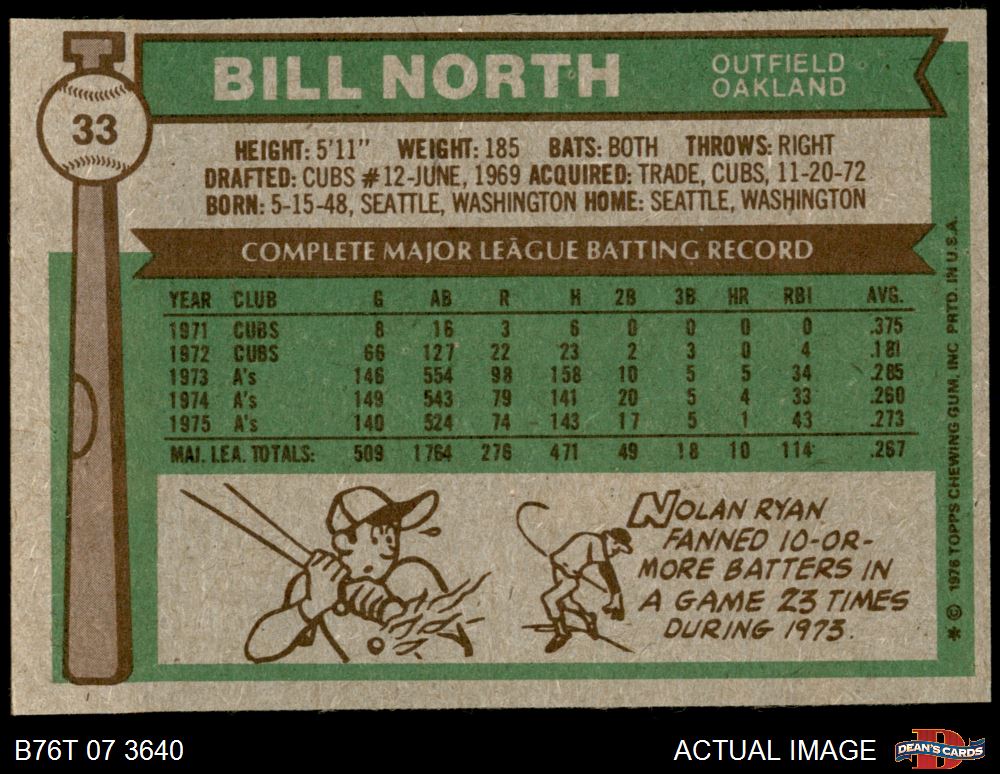 BILL NORTH
OUTFIELD
OAKLAND
33
HEIGHT: 5'11" WEIGHT: 185 BATS: BOTH THROWS: RIGHT
DRAFTED: CUBS #12-JUNE, 1969 ACQUIRED: TRADE, CUBS, 11-20-72
BORN: 5-15-48, SEATTLE, WASHINGTON HOME: SEATTLE, WASHINGTON
COMPLETE MAJOR LEAGUE BATTING RECORD
YEAR CLUB G AB R H 2B 3B HR RBI AVG.
1971 CUBS 8 16 3 6 0 0 0 0 .375
1972 CUBS 66 127 22 23 2 3 0 4 .181
1973 A's 146 554 98 158 10 5 5 34 .285
1974 A's 149 543 79 141 20 5 4 33 .260
1975 A's 140 524 74 143 17 5 1 43 .273
MAJ. LEA. TOTALS: 509 1764 276 471 49 18 10 114 .267
NOLAN RYAN
FANNED 10-OR-
MORE BATTERS IN
A GAME 23 TIMES
DURING 1973.
* © 1976 TOPPS CHEWING GUM, INC PRTD. IN U.S.A.
B76T 07 3640
ACTUAL IMAGE
D
DEAN'S CARDS